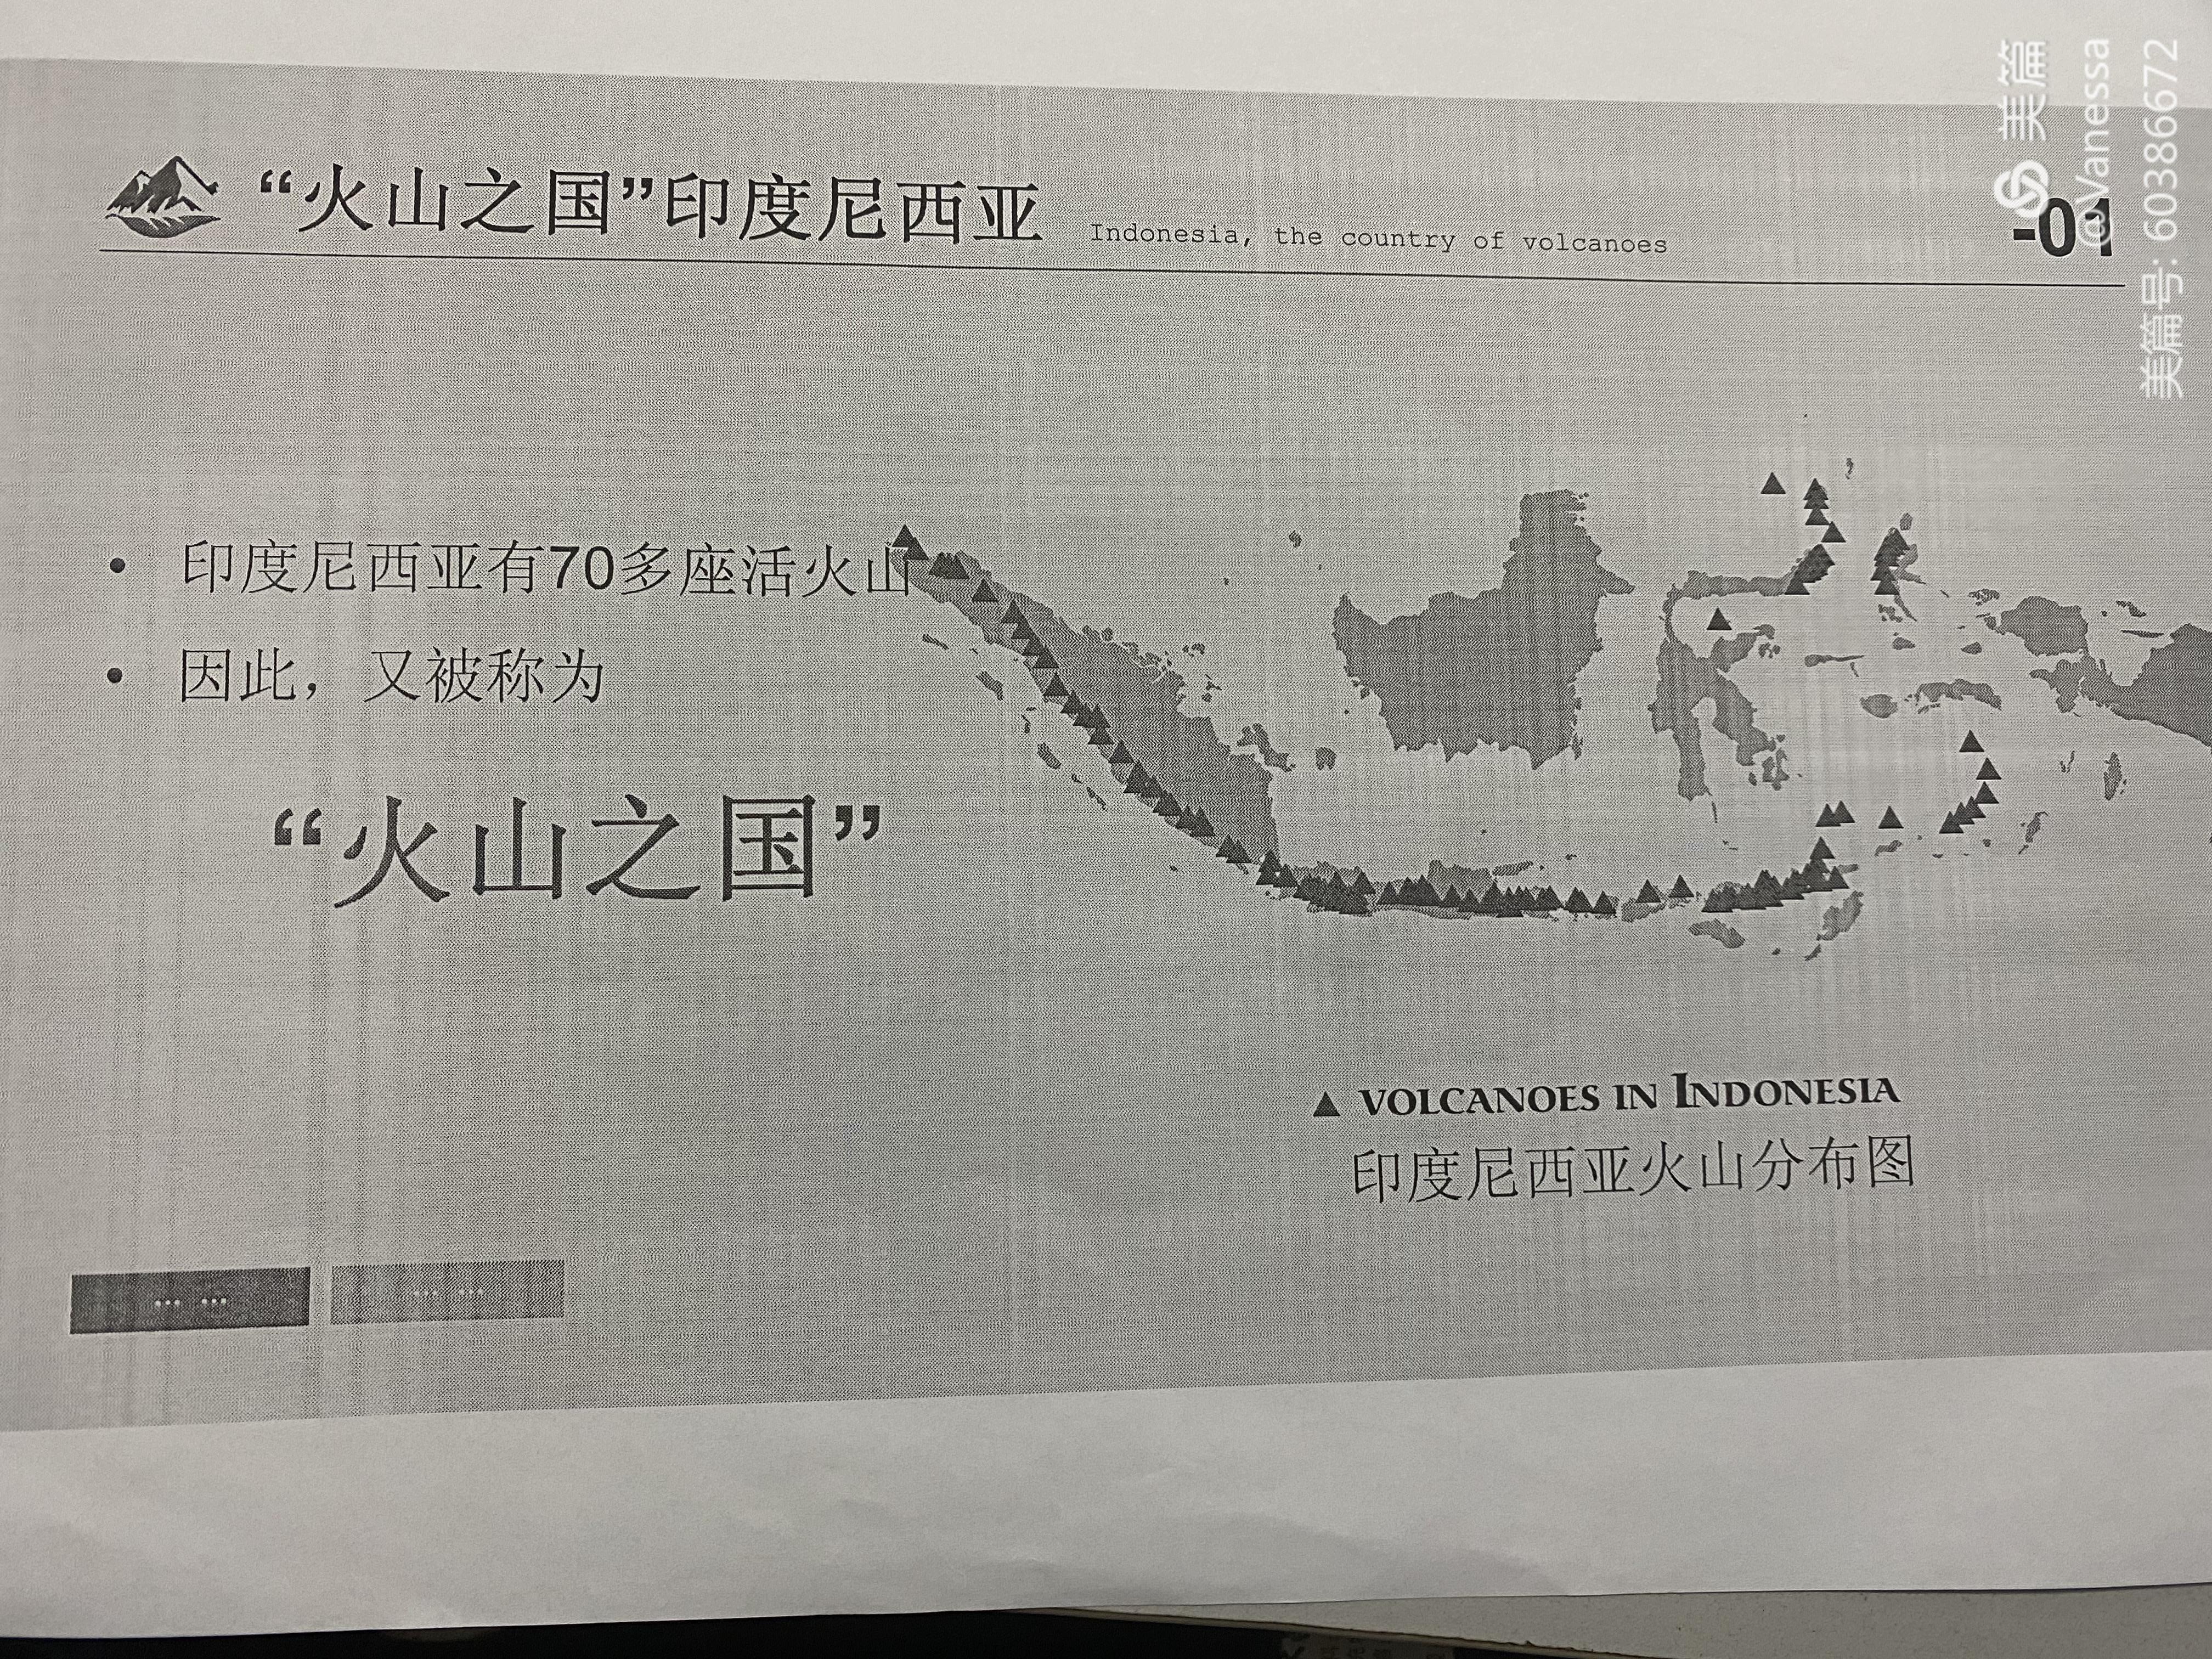 “火山之国”印度尼西亚 Indonesia, the country of volcanoes -01
• 印度尼西亚有70多座活火山
• 因此，又被称为
“火山之国”
▲ VOLCANOES IN INDONESIA
印度尼西亚火山分布图
... ...
... ...
美篇
@Vanessa
美篇号: 60386672